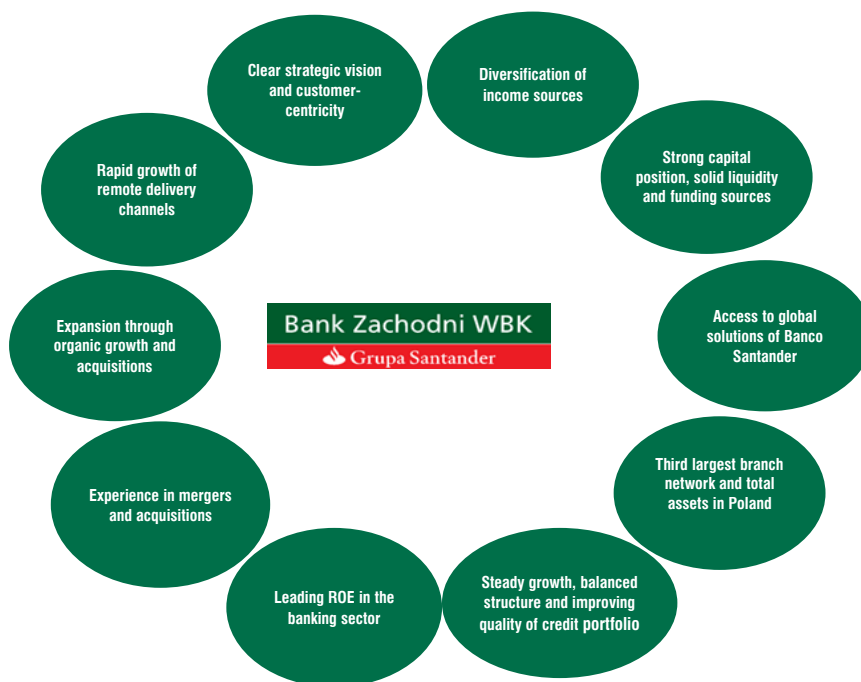 Clear strategic vision
and customer-
centricity
Diversification of
income sources
Strong capital
position, solid liquidity
and funding sources
Access to global
solutions of Banco
Santander
Third largest branch
network and total
assets in Poland
Steady growth, balanced
structure and improving
quality of credit portfolio
Leading ROE in the
banking sector
Experience in mergers
and acquisitions
Expansion through
organic growth and
acquisitions
Rapid growth of
remote delivery
channels
Bank Zachodni WBK
Grupa Santander